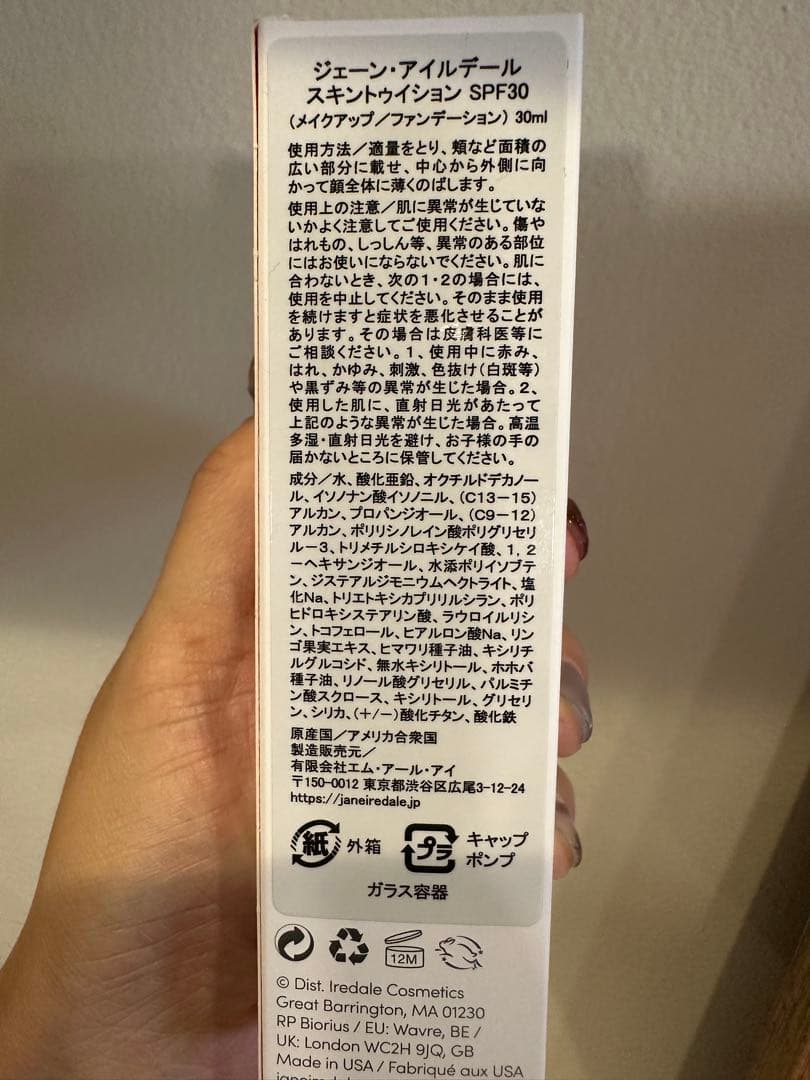 ジェーン・アイルデール
スキントゥイション SPF30
(メイクアップ／ファンデーション) 30ml
使用方法／適量をとり、頬など面積の
広い部分に載せ、中心から外側に向
かって顔全体に薄くのばします。
使用上の注意／肌に異常が生じていな
いかよく注意してご使用ください。傷や
はれもの、しっしん等、異常のある部位
にはお使いにならないでください。肌に
合わないとき、次の1・2の場合には、
使用を中止してください。そのまま使用
を続けますと症状を悪化させることが
あります。その場合は皮膚科医等に
ご相談ください。1、使用中に赤み、
はれ、かゆみ、刺激、色抜け(白斑等)
や黒ずみ等の異常が生じた場合。2、
使用した肌に、直射日光があたって
上記のような異常が生じた場合。高温
多湿・直射日光を避け、お子様の手の
届かないところに保管してください。
成分／水、酸化亜鉛、オクチルドデカノー
ル、イソノナン酸イソノニル、(C13－15)
アルカン、プロパンジオール、(C9－12)
アルカン、ポリリシノレイン酸ポリグリセリ
ル－3、トリメチルシロキシケイ酸、1，2
－ヘキサンジオール、水添ポリイソブテ
ン、ジステアルジモニウムヘクトライト、塩
化Na、トリエトキシカプリリルシラン、ポリ
ヒドロキシステアリン酸、ラウロイルリシ
ン、トコフェロール、ヒアルロン酸Na、リン
ゴ果実エキス、ヒマワリ種子油、キシリチ
ルグルコシド、無水キシリトール、ホホバ
種子油、リノール酸グリセリル、パルミチ
ン酸スクロース、キシリトール、グリセリ
ン、シリカ、(+/－)酸化チタン、酸化鉄
原産国／アメリカ合衆国
製造販売元／
有限会社エム・アール・アイ
〒150-0012 東京都渋谷区広尾3-12-24
https://janeiredale.jp
紙 外箱 プラ キャップ
ポンプ
ガラス容器
12M
© Dist. Iredale Cosmetics
Great Barrington, MA 01230
RP Biorius / EU: Wavre, BE /
UK: London WC2H 9JQ, GB
Made in USA / Fabriqué aux USA